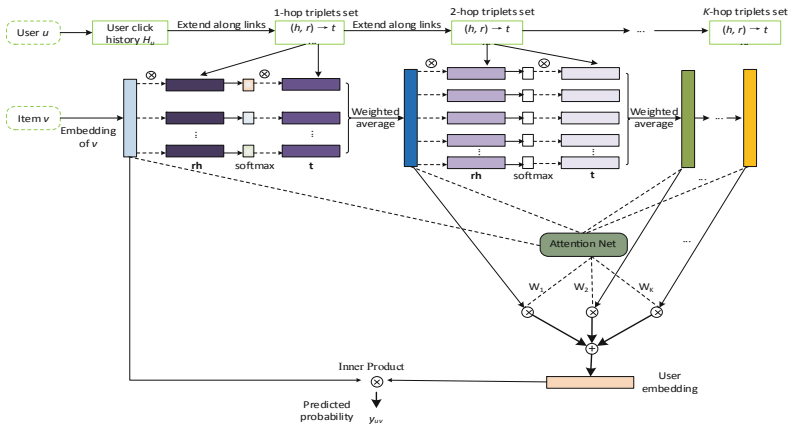 User u
User click
history Hu
Extend along links
1-hop triplets set
(h, r) → t
...
Extend along links
2-hop triplets set
(h, r) → t
...
...
K-hop triplets set
(h, r) → t
...
Item v
Embedding
of v
rh
softmax
t
Weighted
average
rh
softmax
t
Weighted
average
...
...
...
Attention Net
W1
W2
WK
Inner Product
Predicted
probability
yuv
User
embedding